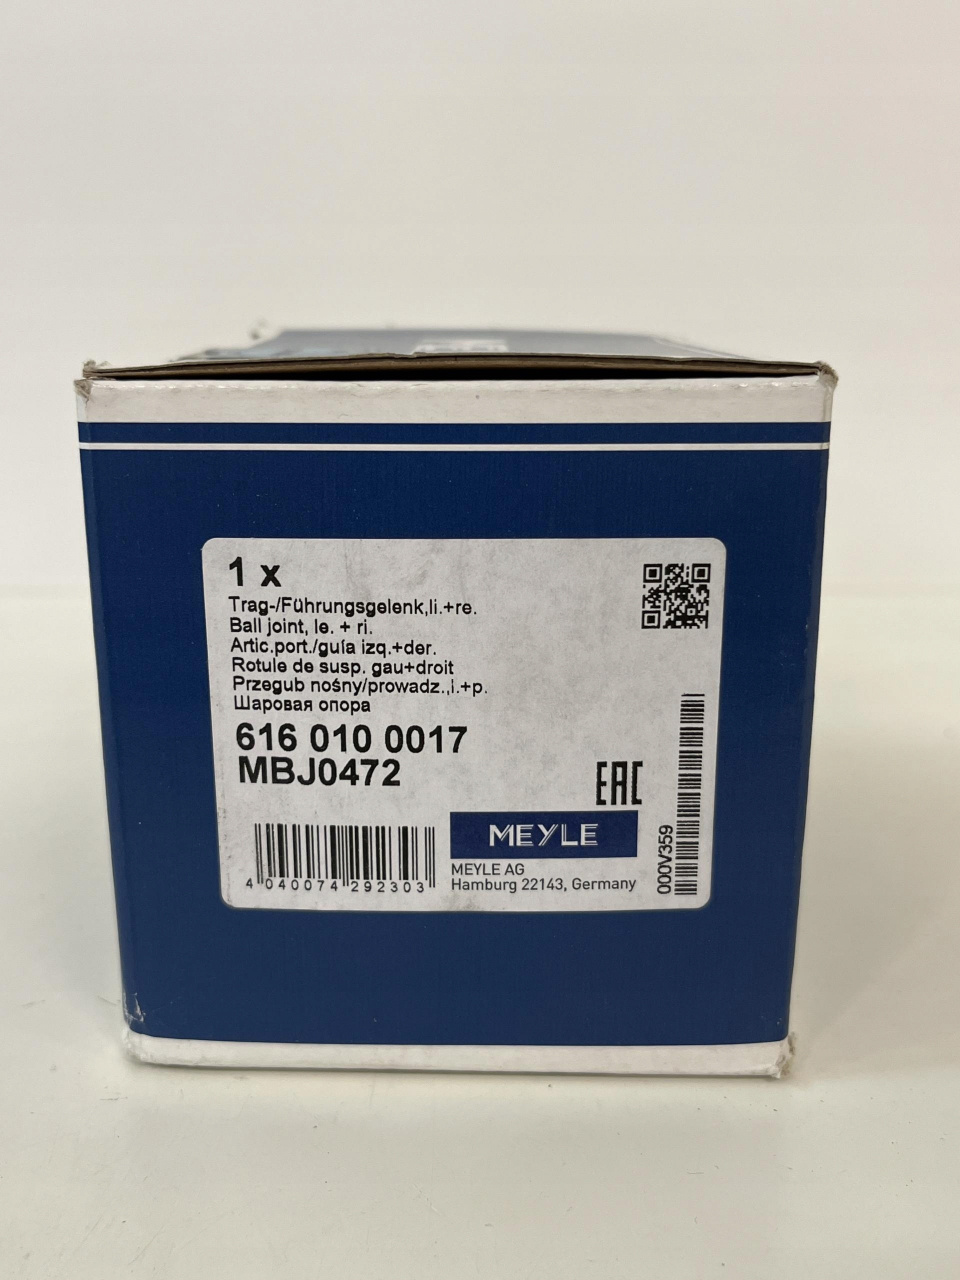 1 x
Trag-/Führungsgelenk,li.+re.
Ball joint, le. + ri.
Artic.port./guía izq.+der.
Rotule de susp. gau+droit
Przegub nośny/prowadz.,l.+p.
Шаровая опора
616 010 0017
MBJ0472
EAC
MEYLE
MEYLE AG
Hamburg 22143, Germany
4 040074 292303
000V359